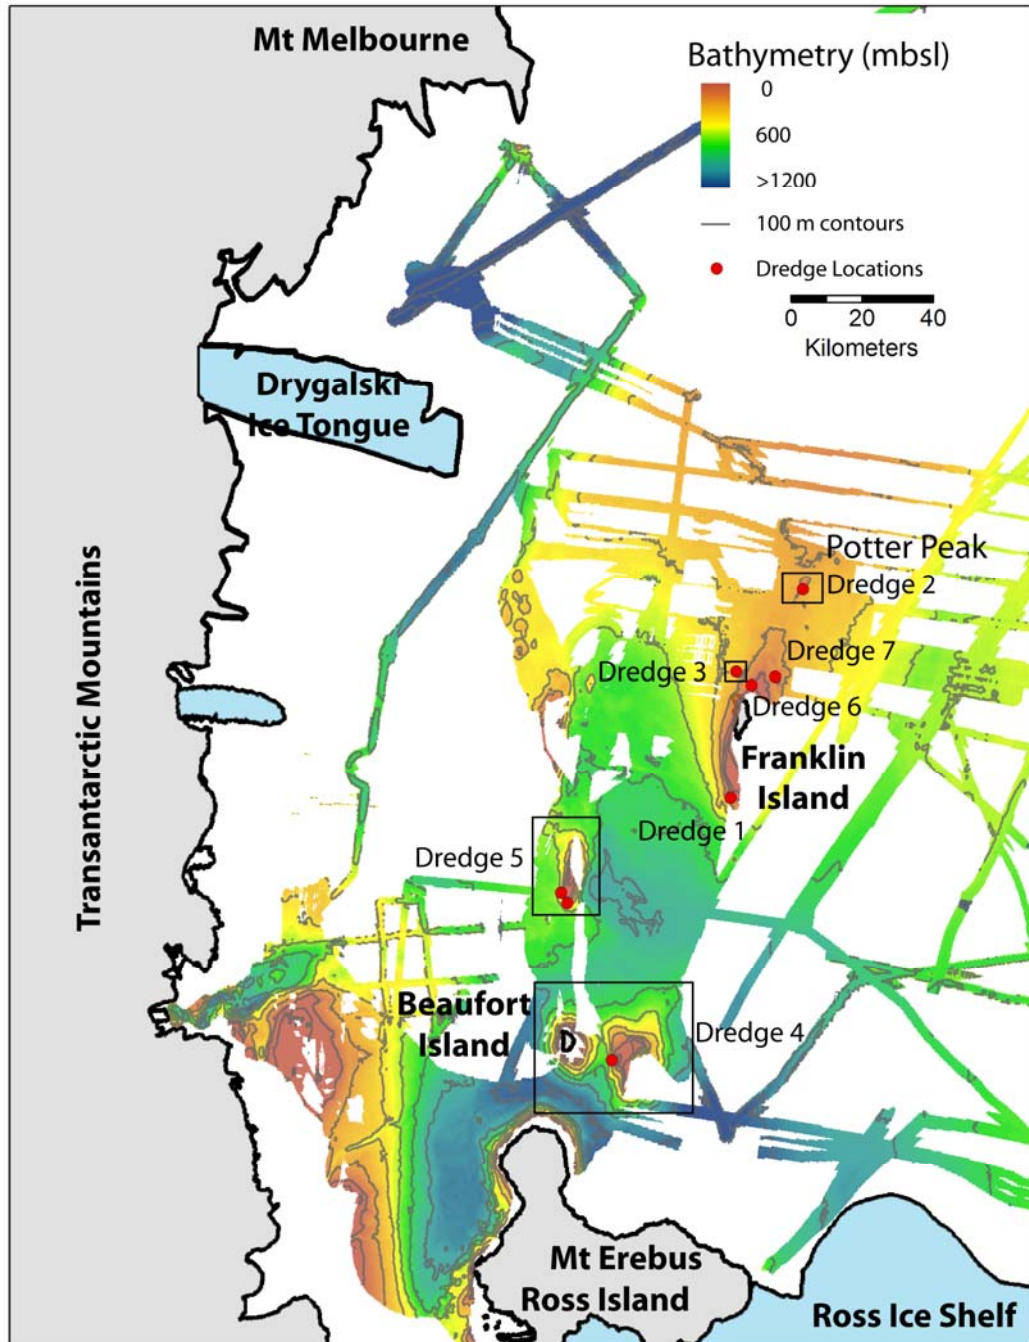 Mt Melbourne
Bathymetry (mbsl)
0
600
>1200
100 m contours
Dredge Locations
0 20 40
Kilometers
Drygalski
Ice Tongue
Transantarctic Mountains
Potter Peak
Dredge 2
Dredge 7
Dredge 3
Dredge 6
Franklin
Island
Dredge 1
Dredge 5
Beaufort
Island
Dredge 4
Mt Erebus
Ross Island
Ross Ice Shelf